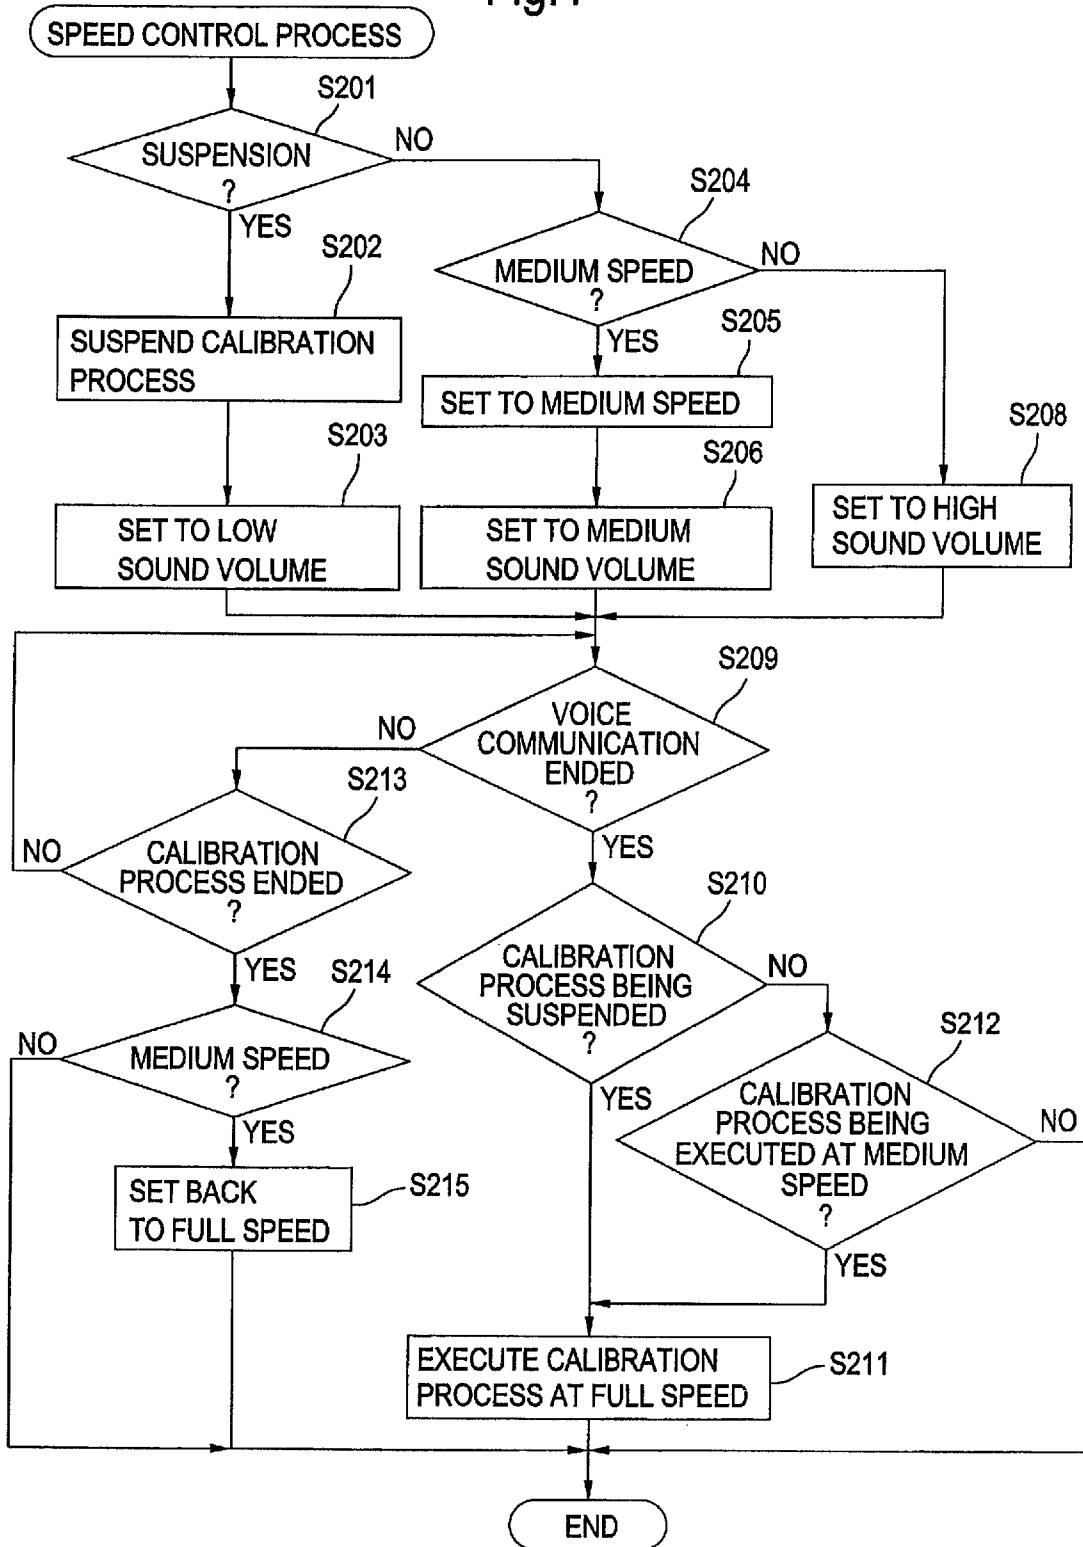 SPEED CONTROL PROCESS
S201
SUSPENSION
?
NO
YES
S204
MEDIUM SPEED
?
NO
YES
S202
SUSPEND CALIBRATION
PROCESS
S205
SET TO MEDIUM SPEED
S203
SET TO LOW
SOUND VOLUME
S206
SET TO MEDIUM
SOUND VOLUME
S208
SET TO HIGH
SOUND VOLUME
S209
VOICE
COMMUNICATION
ENDED
?
NO
YES
S213
CALIBRATION
PROCESS ENDED
?
NO
YES
S210
CALIBRATION
PROCESS BEING
SUSPENDED
?
NO
YES
S214
MEDIUM SPEED
?
NO
YES
S212
CALIBRATION
PROCESS BEING
EXECUTED AT MEDIUM
SPEED
?
NO
YES
SET BACK
TO FULL SPEED
S215
EXECUTE CALIBRATION
PROCESS AT FULL SPEED
S211
END